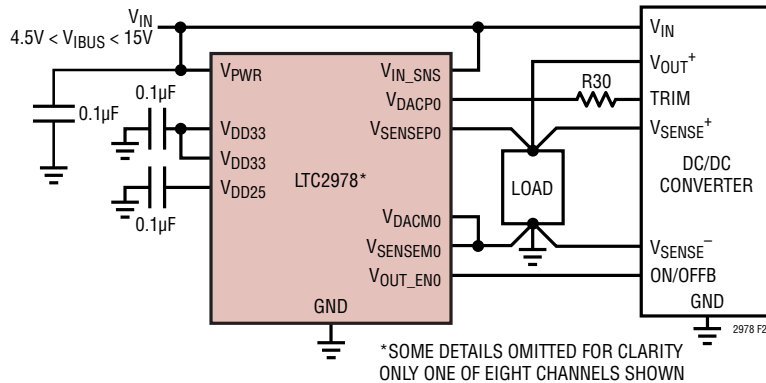 VIN
4.5V < VIBUS < 15V
0.1µF
0.1µF
0.1µF
VPWR
VDD33
VDD33
VDD25
LTC2978*
GND
VIN_SNS
VDACP0
VSENSEP0
VDACM0
VSENSEM0
VOUT_EN0
R30
LOAD
VIN
VOUT+
TRIM
VSENSE+
DC/DC
CONVERTER
VSENSE–
ON/OFFB
GND
*SOME DETAILS OMITTED FOR CLARITY
ONLY ONE OF EIGHT CHANNELS SHOWN